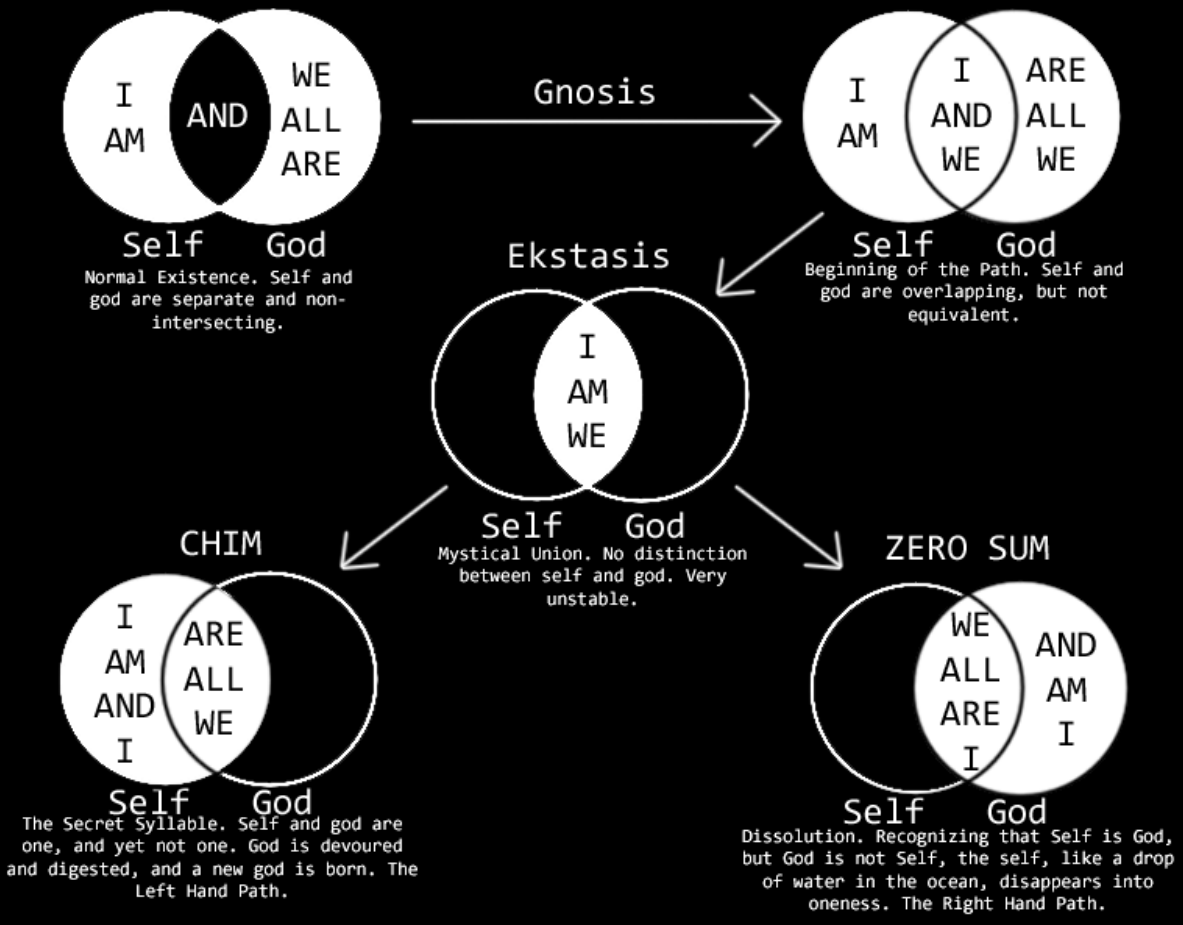 I
AM
AND
WE
ALL
ARE
Self God
Normal Existence. Self and
god are separate and non-
intersecting.
Gnosis
I
AM
I
AND
WE
ARE
ALL
WE
Self God
Beginning of the Path. Self and
god are overlapping, but not
equivalent.
Ekstasis
I
AM
WE
Self God
Mystical Union. No distinction
between self and god. Very
unstable.
CHIM
I
AM
AND
I
ARE
ALL
WE
Self God
The Secret Syllable. Self and god are
one, and yet not one. God is devoured
and digested, and a new god is born. The
Left Hand Path.
ZERO SUM
WE
ALL
ARE
I
AND
AM
I
Self God
Dissolution. Recognizing that Self is God,
but God is not Self, the self, like a drop
of water in the ocean, disappears into
oneness. The Right Hand Path.